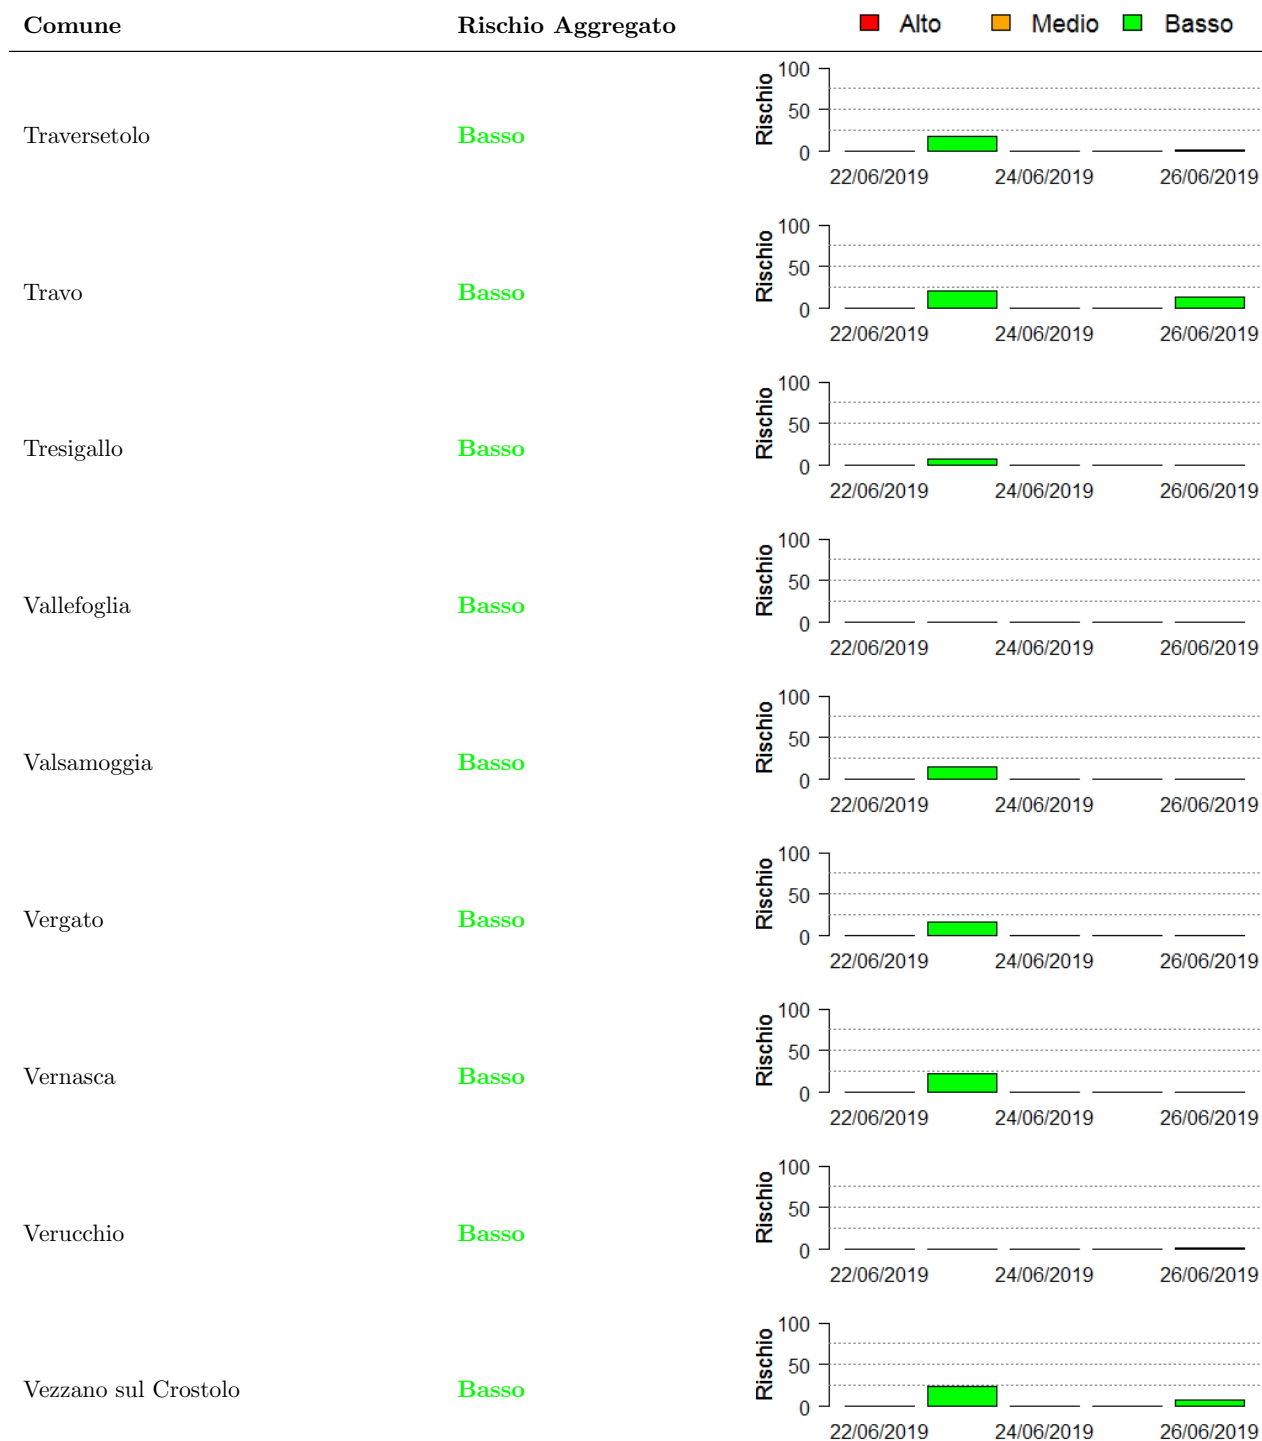 Comune Rischio Aggregato Alto Medio Basso
Traversetolo Basso Rischio 100 50 0
22/06/2019 24/06/2019 26/06/2019
Travo Basso Rischio 100 50 0
22/06/2019 24/06/2019 26/06/2019
Tresigallo Basso Rischio 100 50 0
22/06/2019 24/06/2019 26/06/2019
Vallefoglia Basso Rischio 100 50 0
22/06/2019 24/06/2019 26/06/2019
Valsamoggia Basso Rischio 100 50 0
22/06/2019 24/06/2019 26/06/2019
Vergato Basso Rischio 100 50 0
22/06/2019 24/06/2019 26/06/2019
Vernasca Basso Rischio 100 50 0
22/06/2019 24/06/2019 26/06/2019
Verucchio Basso Rischio 100 50 0
22/06/2019 24/06/2019 26/06/2019
Vezzano sul Crostolo Basso Rischio 100 50 0
22/06/2019 24/06/2019 26/06/2019